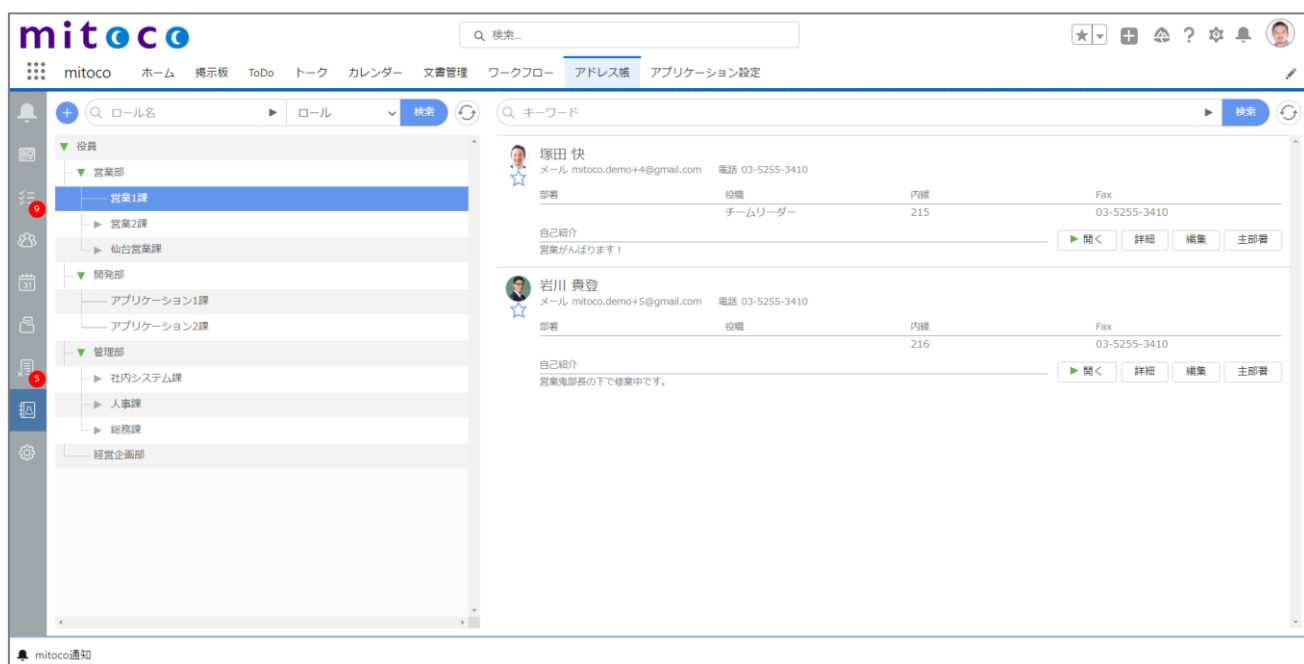 mitoco
検索...
mitoco ホーム 掲示板 ToDo トーク カレンダー 文書管理 ワークフロー アドレス帳 アプリケーション設定
ロール名 ロール 検索
キーワード 検索
役員
営業部
営業1課
営業2課
仙台営業課
開発部
アプリケーション1課
アプリケーション2課
管理部
社内システム課
人事課
総務課
経営企画部
9
31
5
塚田 快
メール mitoco.demo+4@gmail.com 電話 03-5255-3410
部署 役職 内線 Fax
チームリーダー 215 03-5255-3410
自己紹介
営業がんばります!
開く 詳細 編集 主部署
岩川 貴登
メール mitoco.demo+5@gmail.com 電話 03-5255-3410
部署 役職 内線 Fax
216 03-5255-3410
自己紹介
営業鬼部長の下で修業中です。
開く 詳細 編集 主部署
mitoco通知